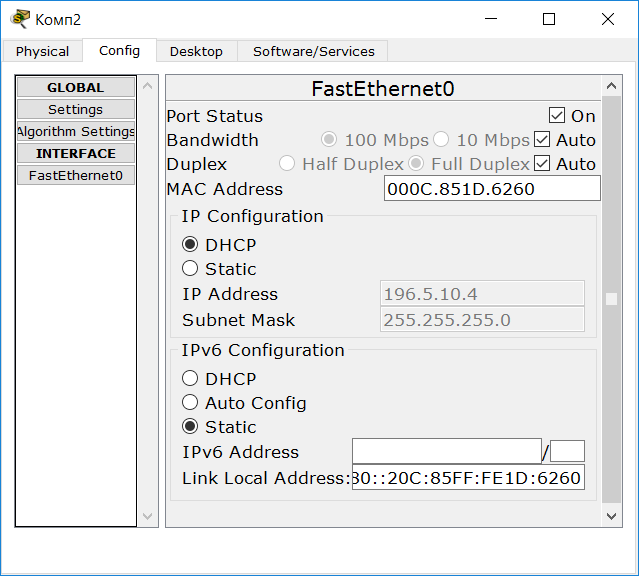 Комп2
Physical Config Desktop Software/Services
GLOBAL
Settings
Algorithm Settings
INTERFACE
FastEthernet0
FastEthernet0
Port Status On
Bandwidth 100 Mbps 10 Mbps Auto
Duplex Half Duplex Full Duplex Auto
MAC Address 000C.851D.6260
IP Configuration
DHCP
Static
IP Address 196.5.10.4
Subnet Mask 255.255.255.0
IPv6 Configuration
DHCP
Auto Config
Static
IPv6 Address /
Link Local Address: 80::20C:85FF:FE1D:6260